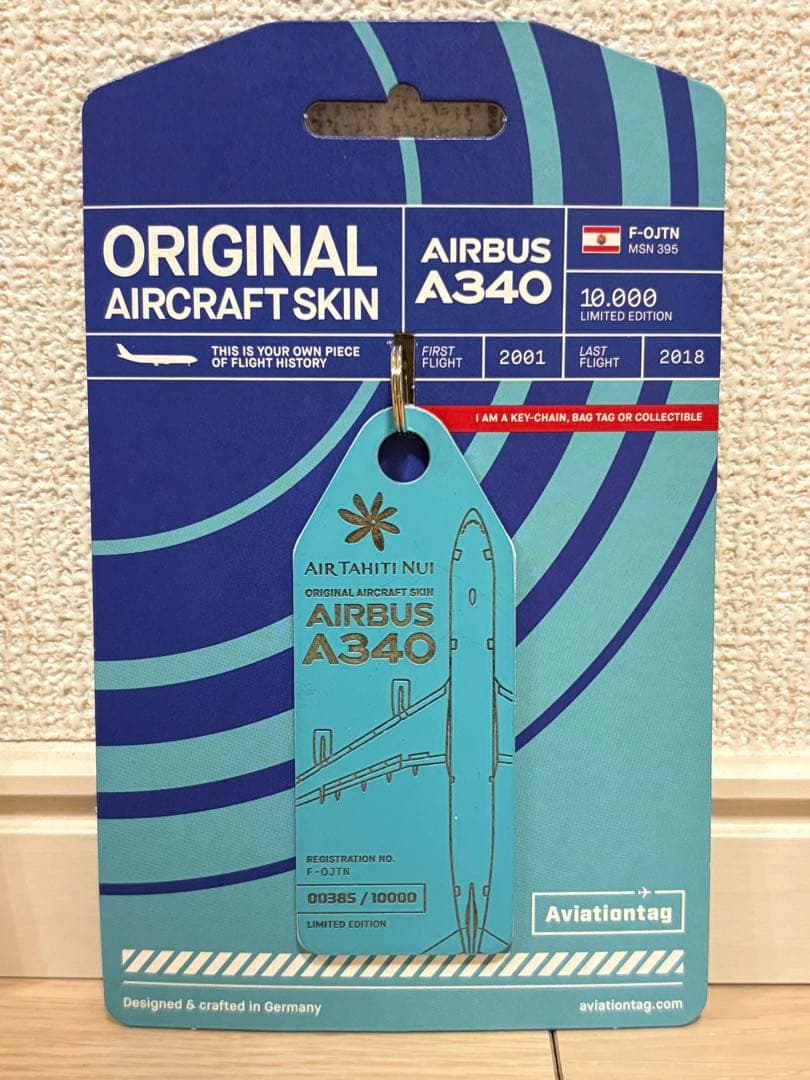 ORIGINAL
AIRCRAFT SKIN
AIRBUS
A340
F-OJTN
MSN 395
10.000
LIMITED EDITION
THIS IS YOUR OWN PIECE
OF FLIGHT HISTORY
FIRST
FLIGHT
2001
LAST
FLIGHT
2018
I AM A KEY-CHAIN, BAG TAG OR COLLECTIBLE
AIR TAHITI NUI
ORIGINAL AIRCRAFT SKIN
AIRBUS
A340
REGISTRATION NO.
F-OJTN
00385 / 10000
LIMITED EDITION
Aviationtag
Designed & crafted in Germany
aviationtag.com